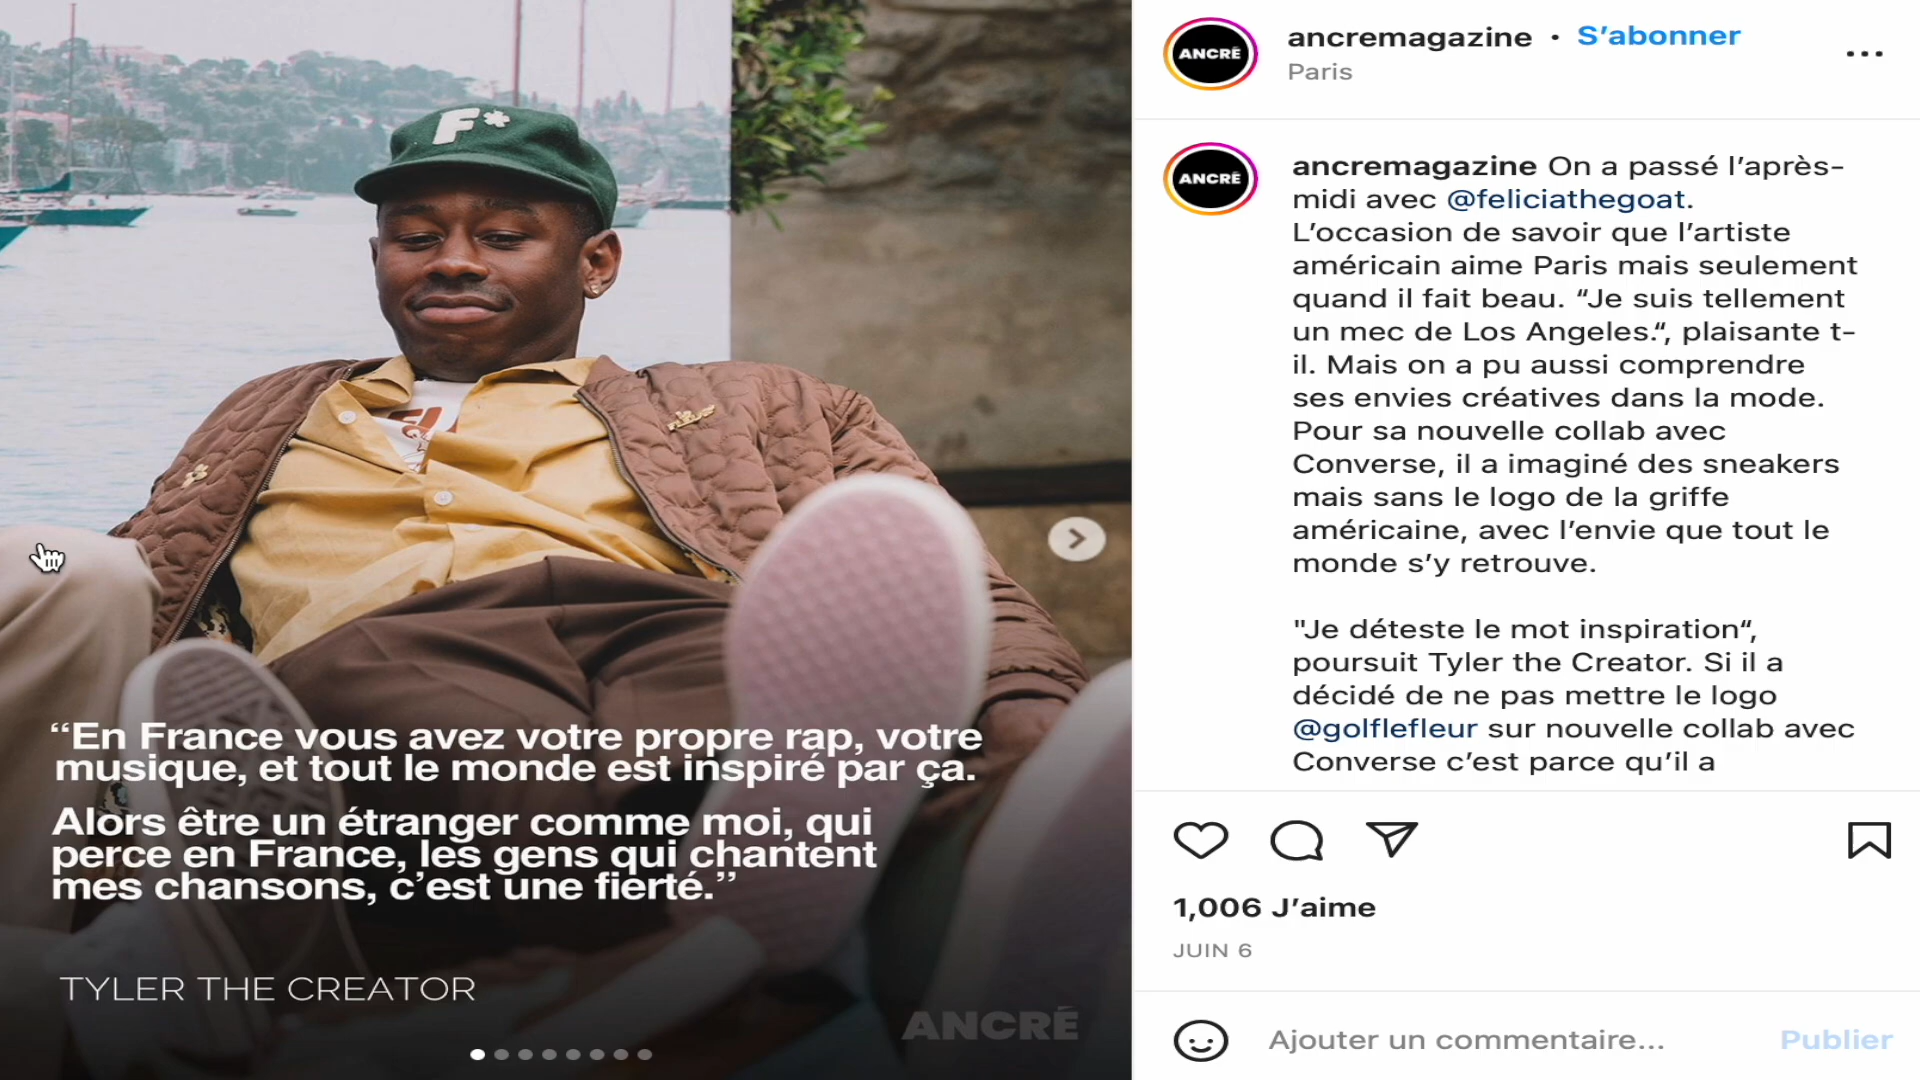 F*
“En France vous avez votre propre rap, votre
musique, et tout le monde est inspiré par ça.
Alors être un étranger comme moi, qui
perce en France, les gens qui chantent
mes chansons, c’est une fierté.”
TYLER THE CREATOR
ANCRÉ
ANCRÉ
ancremagazine • S’abonner
Paris
ANCRÉ
ancremagazine On a passé l’après-
midi avec @feliciathegoat.
L’occasion de savoir que l’artiste
américain aime Paris mais seulement
quand il fait beau. “Je suis tellement
un mec de Los Angeles.“, plaisante t-
il. Mais on a pu aussi comprendre
ses envies créatives dans la mode.
Pour sa nouvelle collab avec
Converse, il a imaginé des sneakers
mais sans le logo de la griffe
américaine, avec l’envie que tout le
monde s’y retrouve.
"Je déteste le mot inspiration“,
poursuit Tyler the Creator. Si il a
décidé de ne pas mettre le logo
@golflefleur sur nouvelle collab avec
Converse c’est parce qu’il a
1,006 J’aime
JUIN 6
Ajouter un commentaire...
Publier